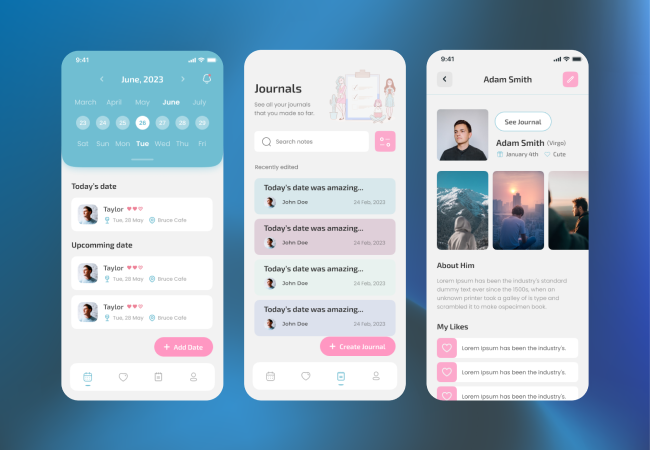 9:41
June, 2023
March April May June July
23 24 25 26 27 28 29
Sat Sun Mon Tue Wed Thu Fri
Today's date
Taylor
Tue, 28 May Bruce Cafe
Upcomming date
Taylor
Tue, 28 May Bruce Cafe
Taylor
Tue, 28 May Bruce Cafe
+ Add Date
Journals
See all your journals
that you made so far.
Search notes
Recently edited
Today's date was amazing...
John Doe 24 Feb, 2023
Today's date was amazing...
John Doe 24 Feb, 2023
Today's date was amazing...
John Doe 24 Feb, 2023
Today's date was amazing...
John Doe 24 Feb, 2023
+ Create Journal
9:41
Adam Smith
See Journal
Adam Smith (Virgo)
January 4th Cute
About Him
Lorem Ipsum has been the industry's standard
dummy text ever since the 1500s, when an
unknown printer took a galley of is type and
scrambled it to make aspecimen book.
My Likes
Lorem Ipsum has been the industry's.
Lorem Ipsum has been the industry's.
Lorem Ipsum has been the industry's.